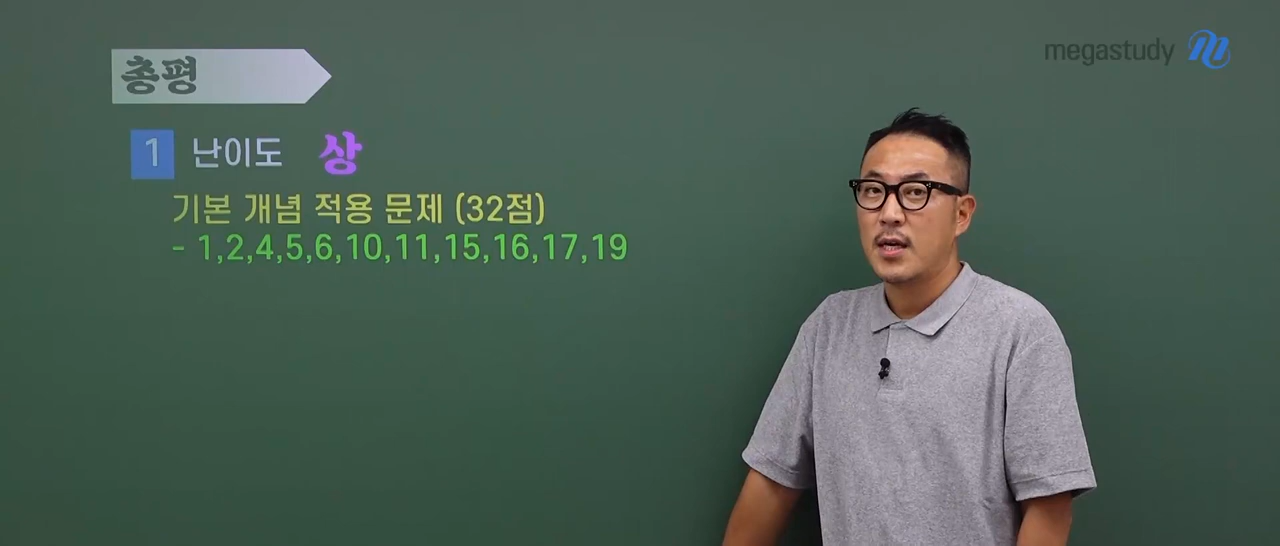 총평
megastudy
1 난이도 상
기본 개념 적용 문제 (32점)
- 1,2,4,5,6,10,11,15,16,17,19